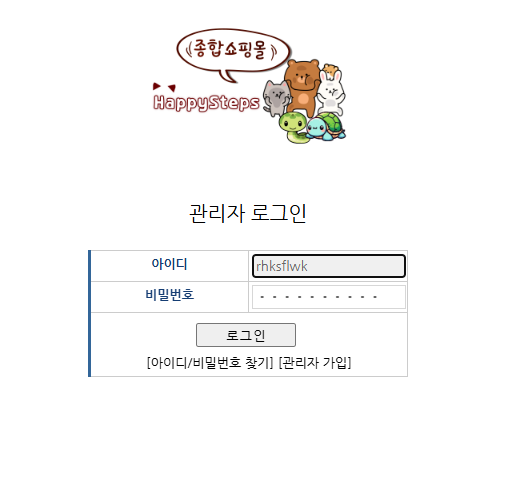 종합쇼핑몰
HappySteps
관리자 로그인
아이디 rhksflwk
비밀번호 ----------
로그인
[아이디/비밀번호 찾기] [관리자 가입]